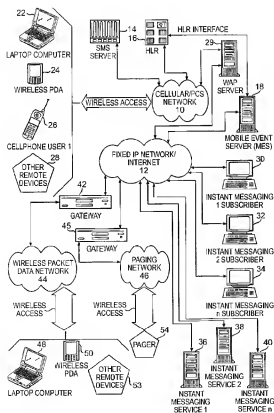 22
LAPTOP COMPUTER
24
WIRELESS PDA
26
CELLPHONE USER 1
28
OTHER
REMOTE
DEVICES
14
SMS
SERVER
16
HLR
HLR INTERFACE
29
WAP
SERVER
18
MOBILE EVENT
SERVER (MES)
WIRELESS ACCESS
CELLULAR/PCS
NETWORK
10
FIXED IP NETWORK/
INTERNET
12
30
INSTANT MESSAGING
1 SUBSCRIBER
32
INSTANT MESSAGING
2 SUBSCRIBER
34
INSTANT MESSAGING
n SUBSCRIBER
42
GATEWAY
45
GATEWAY
WIRELESS PACKET
DATA NETWORK
44
PAGING
NETWORK
46
WIRELESS
ACCESS
WIRELESS
ACCESS
48
LAPTOP COMPUTER
50
WIRELESS
PDA
OTHER
REMOTE
DEVICES
53
PAGER
54
36
INSTANT
MESSAGING
SERVICE 1
38
INSTANT
MESSAGING
SERVICE 2
40
INSTANT
MESSAGING
SERVICE n